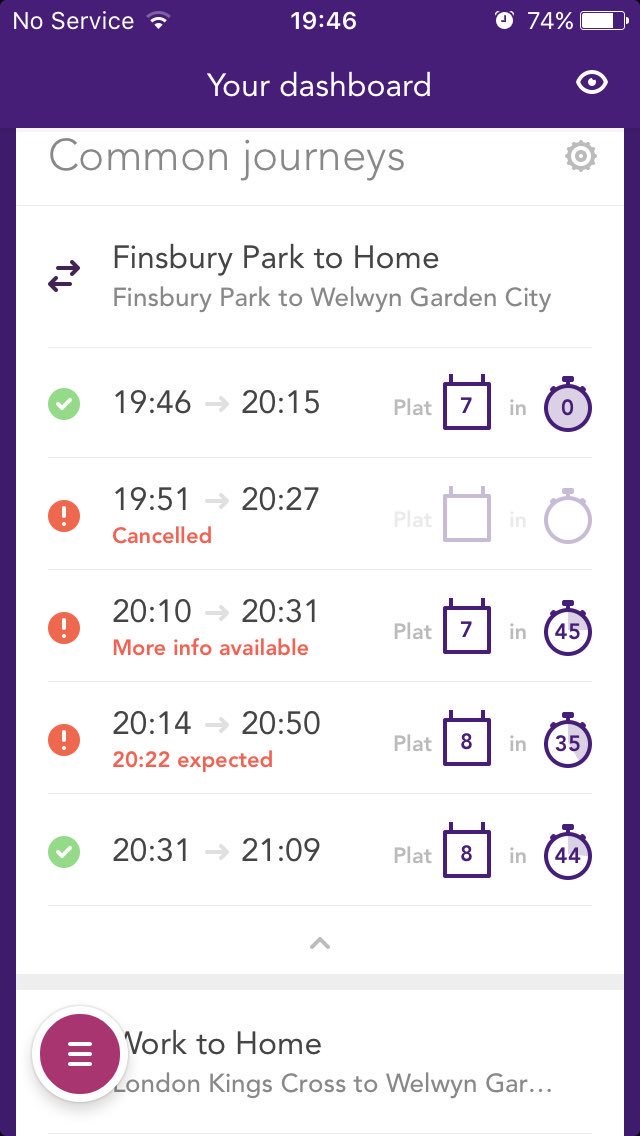 No Service 19:46 74%
Your dashboard
Common journeys
Finsbury Park to Home
Finsbury Park to Welwyn Garden City
19:46 → 20:15 Plat 7 in 0
19:51 → 20:27 Plat in
Cancelled
20:10 → 20:31 Plat 7 in 45
More info available
20:14 → 20:50 Plat 8 in 35
20:22 expected
20:31 → 21:09 Plat 8 in 44
Work to Home
London Kings Cross to Welwyn Gar...